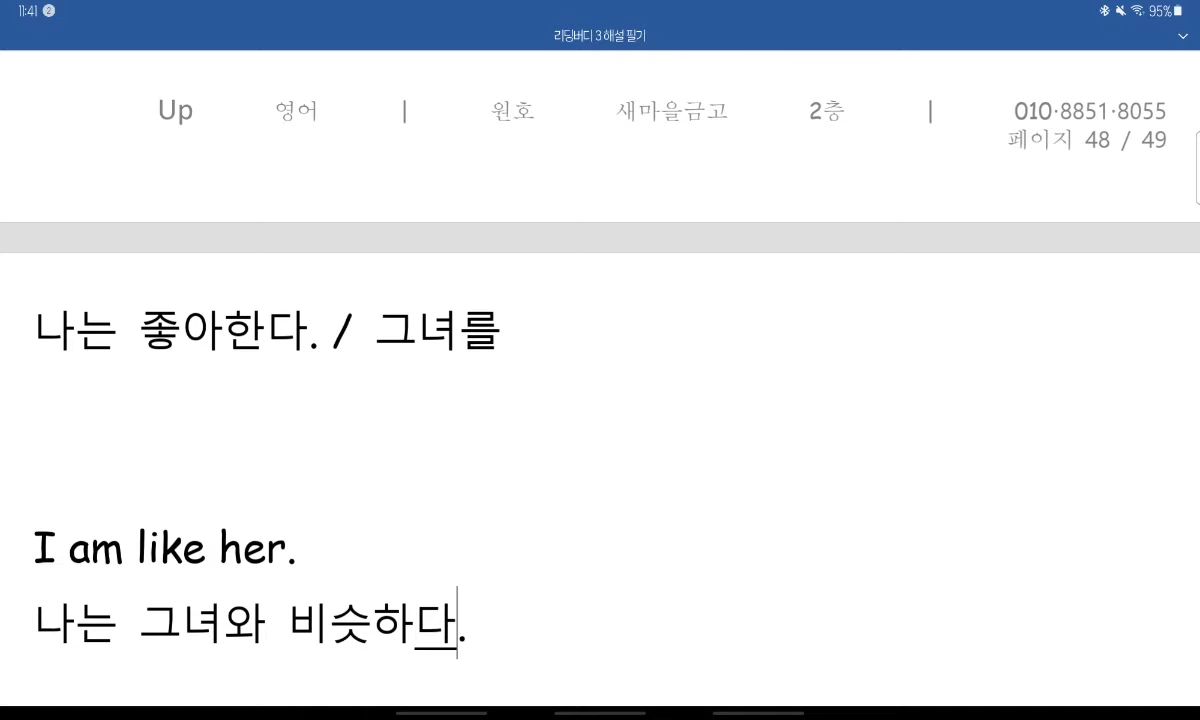 11:41 2 95%
리딩버디 3 해설 필기
Up 영어 | 원호 새마을금고 2층 | 010·8851·8055
페이지 48 / 49
나는 좋아한다. / 그녀를
I am like her.
나는 그녀와 비슷하다.